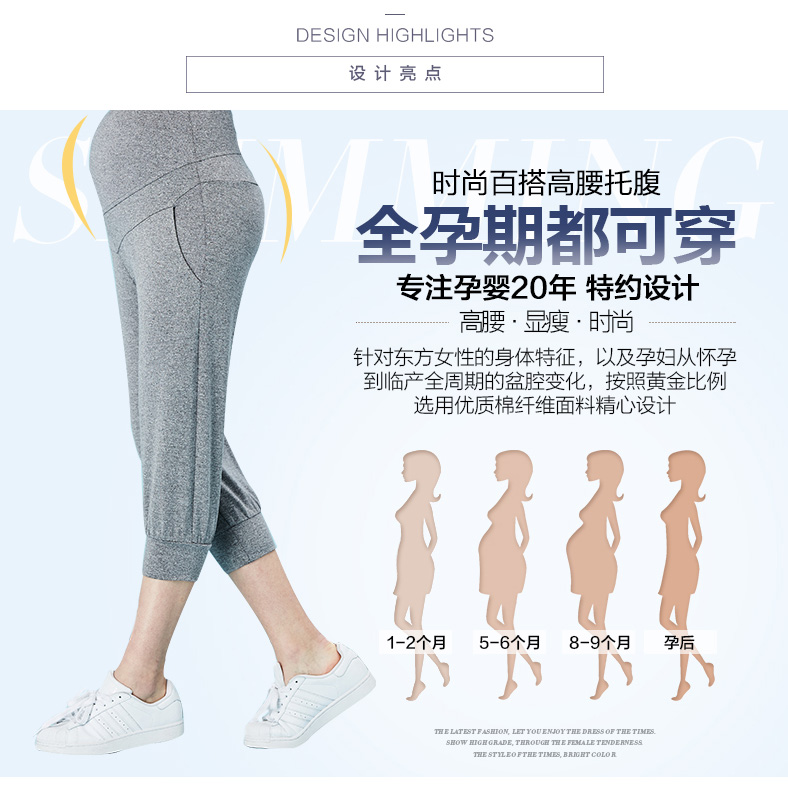 DESIGN HIGHLIGHTS
设计亮点
SLIMMING
时尚百搭高腰托腹
全孕期都可穿
专注孕婴20年 特约设计
高腰·显瘦·时尚
针对东方女性的身体特征，以及孕妇从怀孕
到临产全周期的盆腔变化，按照黄金比例
选用优质棉纤维面料精心设计
1-2个月 5-6个月 8-9个月 孕后
THE LATEST FASHION, LET YOU ENJOY THE DRESS OF THE TIMES.
SHOW HIGH GRADE, THROUGH THE FEMALE TENDERNESS.
THE STYLE OF THE TIMES, BRIGHT COLOR